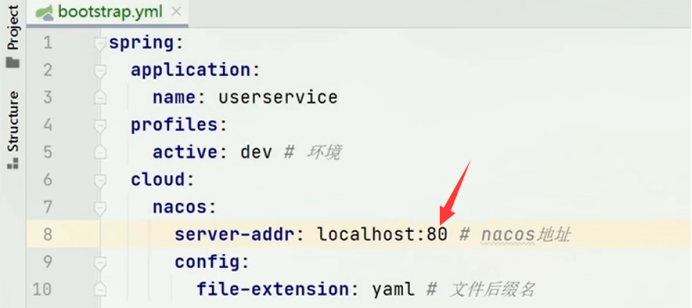 bootstrap.yml
Project
Structure
1 spring:
2 application:
3 name: userservice
4 profiles:
5 active: dev # 环境
6 cloud:
7 nacos:
8 server-addr: localhost:80 # nacos地址
9 config:
10 file-extension: yaml # 文件后缀名